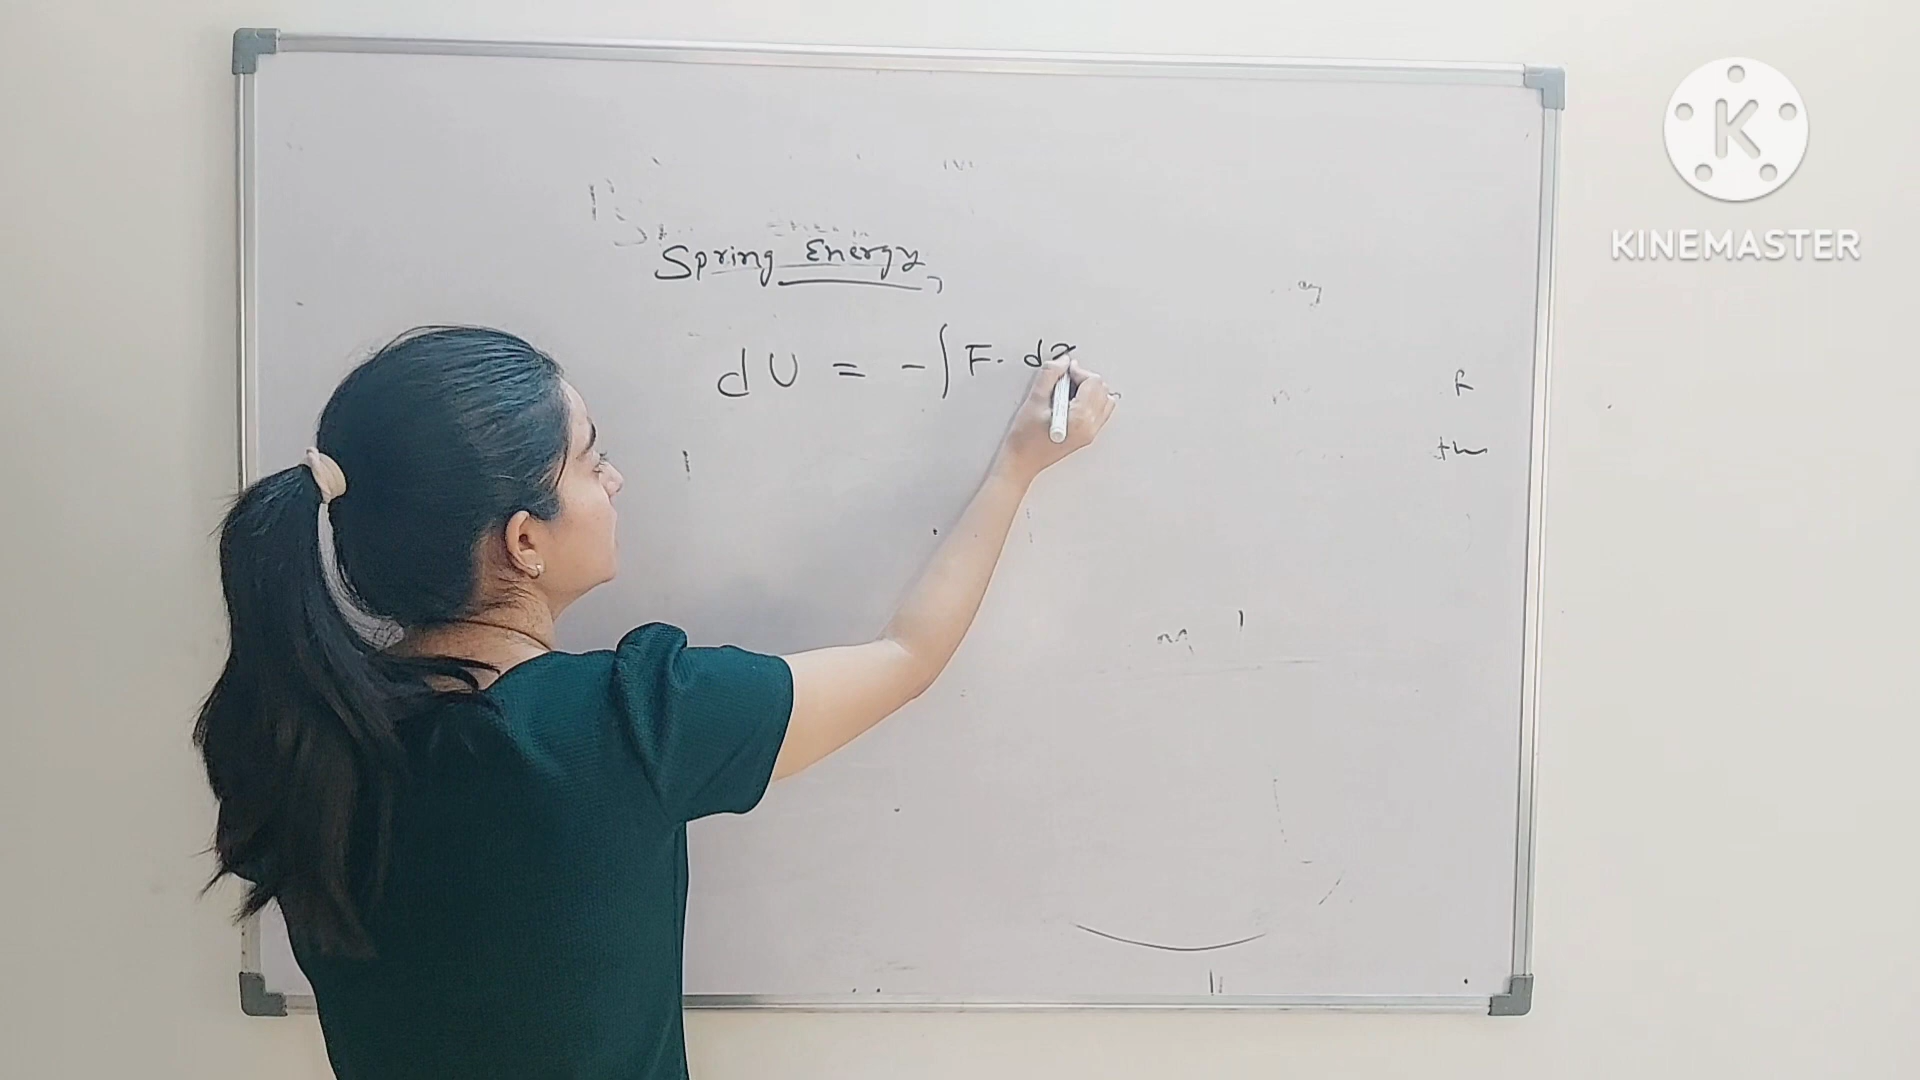 Spring Energy
dU = -∫F. dx
KINEMASTER